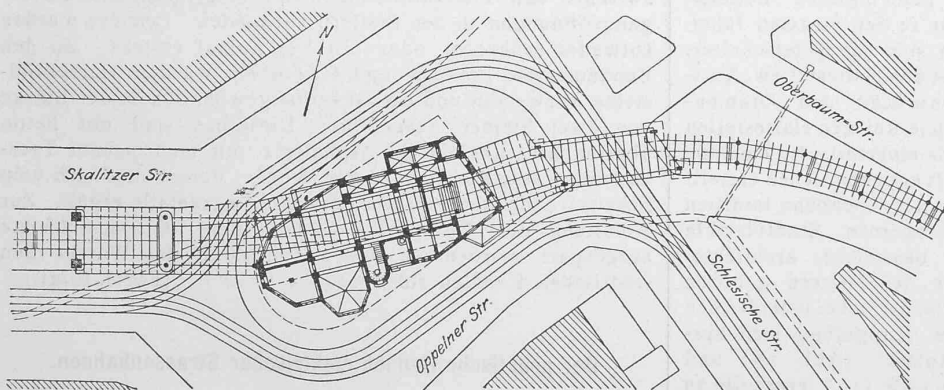 N
Oberbaum-Str.
Skalitzer Str.
Schlesische Str.
Oppelner Str.